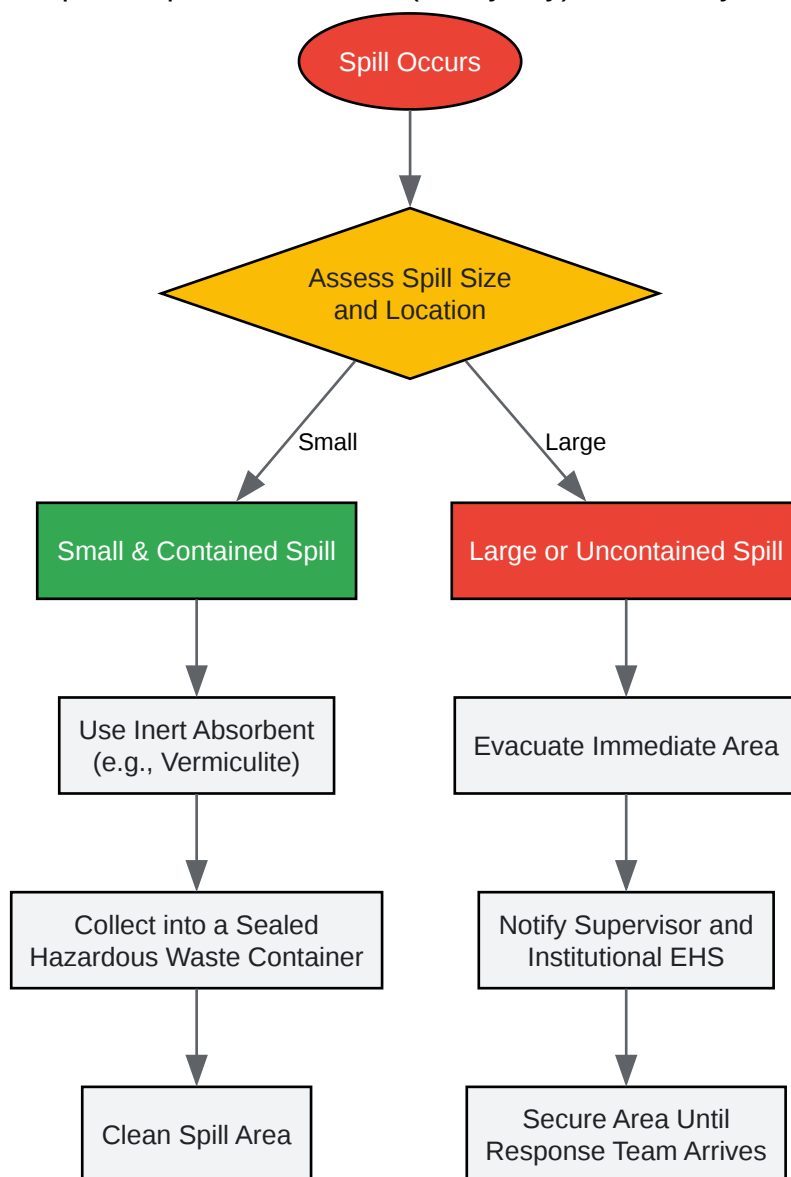 Spill Occurs
Assess Spill Size
and Location
Small
Large
Small & Contained Spill
Large or Uncontained Spill
Use Inert Absorbent
(e.g., Vermiculite)
Evacuate Immediate Area
Collect into a Sealed
Hazardous Waste Container
Notify Supervisor and
Institutional EHS
Clean Spill Area
Secure Area Until
Response Team Arrives